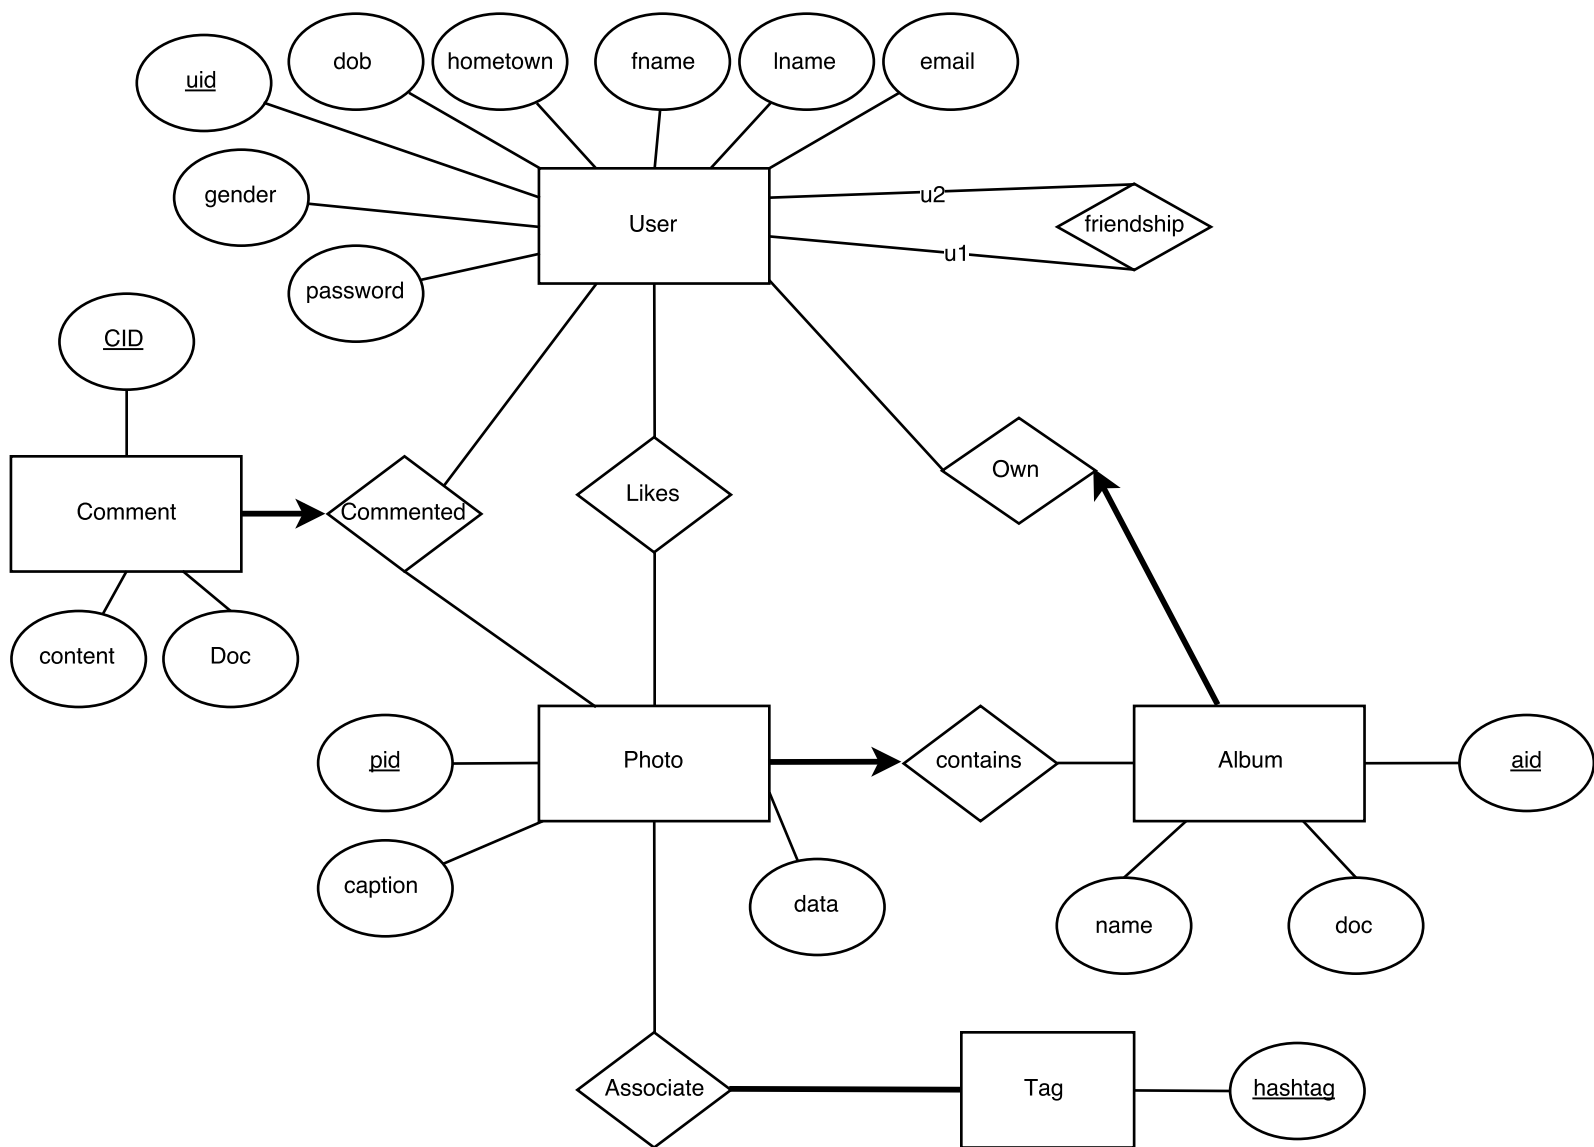 dob
hometown
fname
lname
email
uid
gender
u2
User
friendship
u1
password
CID
Own
Likes
Comment
Commented
content
Doc
pid
Photo
contains
Album
aid
caption
data
name
doc
Associate
Tag
hashtag